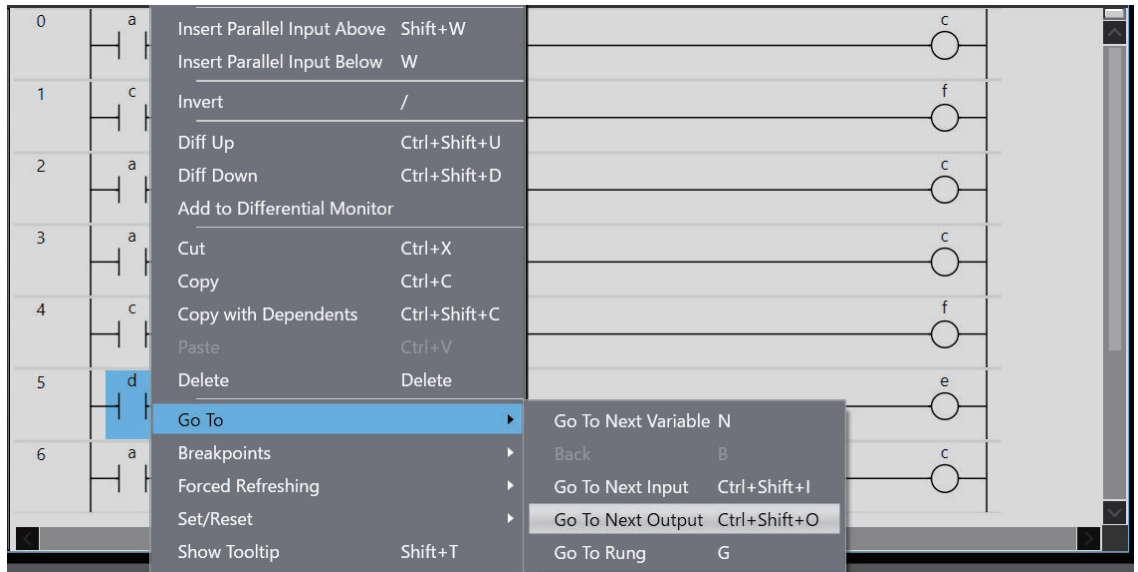 0 a c
Insert Parallel Input Above Shift+W
Insert Parallel Input Below W
1 c f
Invert /
Diff Up Ctrl+Shift+U
2 a c
Diff Down Ctrl+Shift+D
Add to Differential Monitor
3 a c
Cut Ctrl+X
Copy Ctrl+C
4 c f
Copy with Dependents Ctrl+Shift+C
Paste Ctrl+V
5 d e
Delete Delete
Go To
Go To Next Variable N
6 a c
Breakpoints
Back B
Forced Refreshing
Go To Next Input Ctrl+Shift+I
Set/Reset
Go To Next Output Ctrl+Shift+O
Show Tooltip Shift+T
Go To Rung G